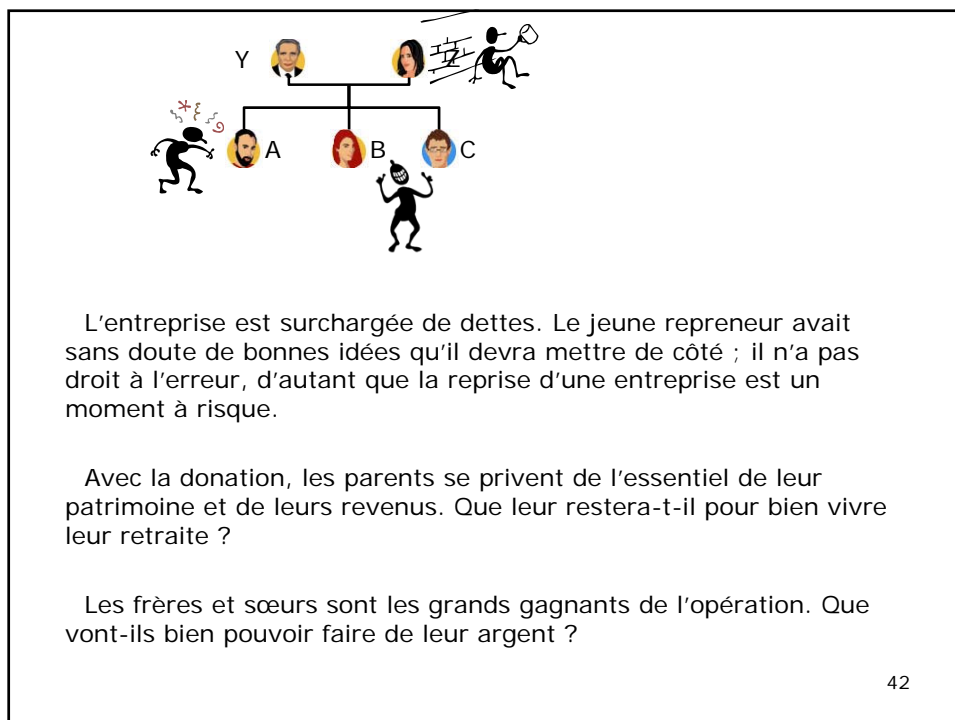 Y
Z
A
B
C
L'entreprise est surchargée de dettes. Le jeune repreneur avait
sans doute de bonnes idées qu'il devra mettre de côté ; il n'a pas
droit à l'erreur, d'autant que la reprise d'une entreprise est un
moment à risque.
Avec la donation, les parents se privent de l'essentiel de leur
patrimoine et de leurs revenus. Que leur restera-t-il pour bien vivre
leur retraite ?
Les frères et sœurs sont les grands gagnants de l'opération. Que
vont-ils bien pouvoir faire de leur argent ?
42